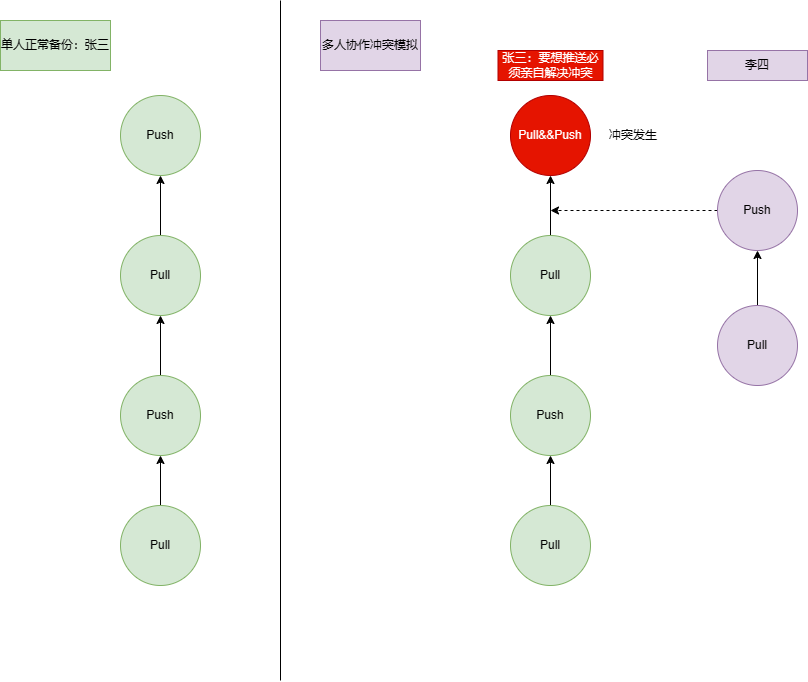 单人正常备份：张三
Push
Pull
Push
Pull
多人协作冲突模拟
张三：要想推送必
须亲自解决冲突
李四
Pull&&Push
冲突发生
Push
Pull
Pull
Push
Pull